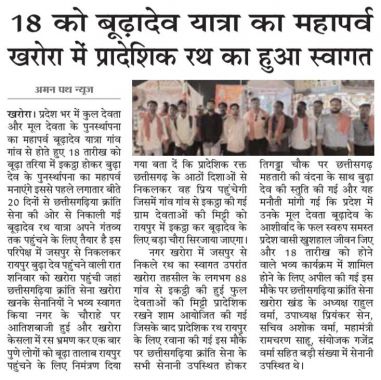 18 को बूढ़ादेव यात्रा का महापर्व
खरोरा में प्रादेशिक रथ का हुआ स्वागत
अमन पथ न्यूज
खरोरा। प्रदेश भर में कुल देवता
और मूल देवता के पुनर्स्थापना
का महापर्व बूढ़ादेव यात्रा गांव
गांव से होते हुए 18 तारीख को
बूढ़ा तरिया में इकट्ठा होकर बूढ़ा
देव के पुनर्स्थापना का महापर्व
मनाएंगे इससे पहले लगातार बीते
20 दिनों से छत्तीसगढ़िया क्रांति
सेना की ओर से निकाली गई
बूढ़ादेव रथ यात्रा अपने गंतव्य
तक पहुंचने के लिए तैयार है इस
परिपेक्ष में जसपुर से निकलकर
रायपुर बूढ़ा देव पहुंचने वाली रात
शनिवार को खरोरा पहुंची जहां
छत्तीसगढ़िया क्रांति सेना खरोरा
खनके सेनानियों ने भव्य स्वागत
किया नगर के चौराहे पर
आतिशबाजी हुई और खरोरा
केसला में रस भ्रमण कर एक बार
पुणे लोगों को बूढ़ा तालाब रायपुर
पहुंचने के लिए निमंत्रण दिया
गया बता दें कि प्रादेशिक रक्त
छत्तीसगढ़ के आठों दिशाओं से
निकलकर वह प्रिय पहुंचेगी
जिसमें गांव गांव से इकट्ठा की गई
ग्राम देवताओं की मिट्टी को
रायपुर में इकट्ठा कर बूढ़ादेव के
लिए बड़ा चौरा सिरजाया जाएगा।
नगर खरोरा में जसपुर से
निकले रथ का स्वागत उपरांत
खरोरा तहसील के लगभग 88
गांव से इकट्ठी की हुई कुल
देवताओं की मिट्टी प्रादेशिक
रखने शाम आयोजित की गई
जिसके बाद प्रादेशिक रथ रायपुर
के लिए रवाना की गई इस मौके
पर छत्तीसगढ़िया क्रांति सेना के
सभी सेनानी उपस्थित होकर
तिगड्डा चौक पर छत्तीसगढ़
महतारी की वंदना के साथ बुढ़ा
देव की स्तुति की गई और यह
मनौती मांगी गई कि प्रदेश में
उनके मूल देवता बूढ़ादेव के
आशीर्वाद के फल स्वरुप समस्त
प्रदेश वासी खुशहाल जीवन जिए
और 18 तारीख को होने
वाले भव्य कार्यक्रम में शामिल
होने के लिए अपील की गई इस
मौके पर छत्तीसगढ़िया क्रांति सेना
खरोरा खंड के अध्यक्ष राहुल
वर्मा, उपाध्यक्ष प्रियंकर सेन,
सचिव अशोक वर्मा, महामंत्री
रामचरण साहू, संयोजक गजेंद्र
वर्मा सहित बड़ी संख्या में सेनानी
उपस्थित थे।